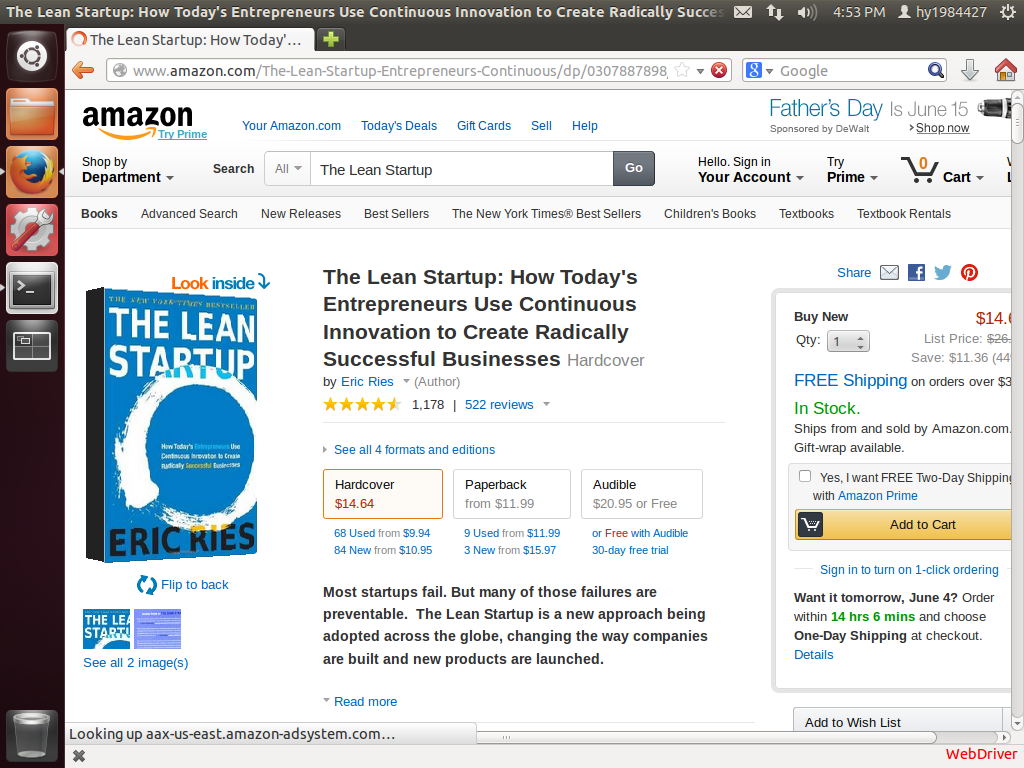 The Lean Startup: How Today's Entrepreneurs Use Continuous Innovation to Create Radically Succes
4:53 PM hy1984427
The Lean Startup: How Today'...
www.amazon.com/The-Lean-Startup-Entrepreneurs-Continuous/dp/0307887898
Google
amazon
Try Prime
Your Amazon.com Today's Deals Gift Cards Sell Help
Father's Day Is June 15
Sponsored by DeWalt Shop now
Shop by
Department
Search All The Lean Startup Go
Hello. Sign in
Your Account
Try
Prime
0
Cart
Books Advanced Search New Releases Best Sellers The New York Times® Best Sellers Children's Books Textbooks Textbook Rentals
Look inside
THE NEW YORK TIMES BESTSELLER
THE LEAN
STARTUP
How Today's Entrepreneurs Use
Continuous Innovation to Create
Radically Successful Businesses
ERIC RIES
Flip to back
See all 2 image(s)
The Lean Startup: How Today's
Entrepreneurs Use Continuous
Innovation to Create Radically
Successful Businesses Hardcover
by Eric Ries (Author)
1,178 | 522 reviews
See all 4 formats and editions
Hardcover
$14.64
Paperback
from $11.99
Audible
$20.95 or Free
68 Used from $9.94
84 New from $10.95
9 Used from $11.99
3 New from $15.97
or Free with Audible
30-day free trial
Most startups fail. But many of those failures are
preventable. The Lean Startup is a new approach being
adopted across the globe, changing the way companies
are built and new products are launched.
Read more
Share
Buy New $14.6
Qty: 1 List Price: $26.
Save: $11.36 (44
FREE Shipping on orders over $3
In Stock.
Ships from and sold by Amazon.com.
Gift-wrap available.
Yes, I want FREE Two-Day Shipping
with Amazon Prime
Add to Cart
Sign in to turn on 1-click ordering
Want it tomorrow, June 4? Order
within 14 hrs 6 mins and choose
One-Day Shipping at checkout.
Details
Add to Wish List
Looking up aax-us-east.amazon-adsystem.com…
WebDriver